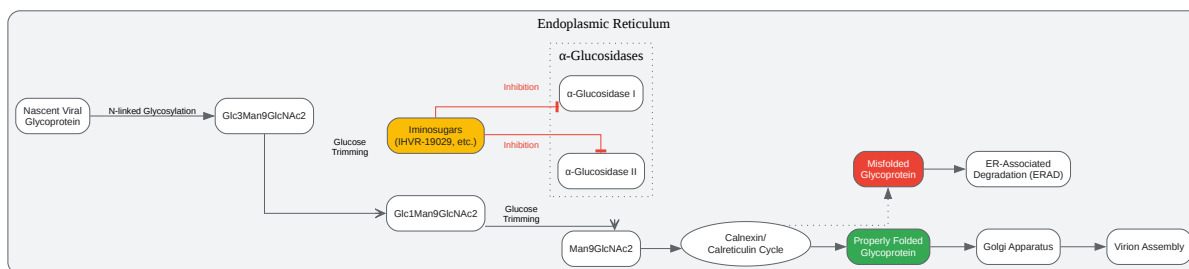 Endoplasmic Reticulum
α-Glucosidases
Inhibition
α-Glucosidase I
Nascent Viral
Glycoprotein
N-linked Glycosylation
Glc3Man9GlcNAc2
Glucose
Trimming
Iminosugars
(IHVR-19029, etc.)
Inhibition
α-Glucosidase II
Misfolded
Glycoprotein
ER-Associated
Degradation (ERAD)
Glc1Man9GlcNAc2
Glucose
Trimming
Man9GlcNAc2
Calnexin/
Calreticulin Cycle
Properly Folded
Glycoprotein
Golgi Apparatus
Virion Assembly